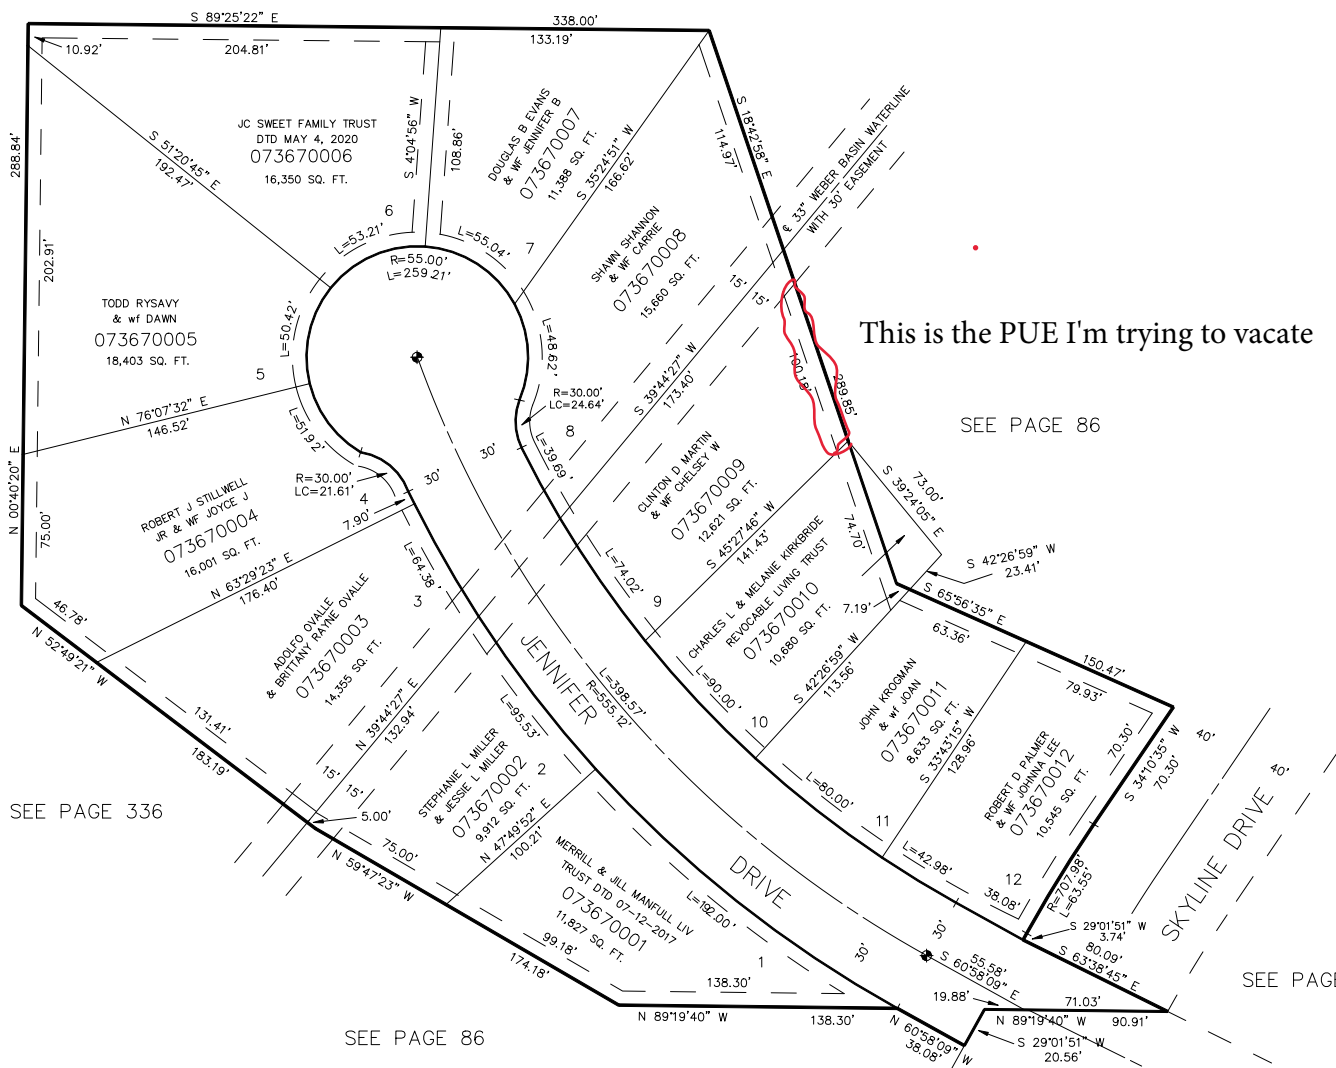 S 89°25'22" E
338.00'
10.92'
204.81'
133.19'
288.84'
S 51°20'45" E
192.47'
JC SWEET FAMILY TRUST
DTD MAY 4, 2020
073670006
16,350 SQ. FT.
S 4°04'56" W
108.86'
DOUGLAS B EVANS
& WF JENNIFER B
073670007
11,388 SQ. FT.
S 35°24'51" W
166.62'
114.97'
S 18°42'58" E
℄ 33" WEBER BASIN WATERLINE
WITH 30' EASEMENT
6
L=53.21'
L=55.04'
7
R=55.00'
L=259.21'
SHAWN SHANNON
& WF CARRIE
073670008
15,660 SQ. FT.
15'
15'
202.91'
TODD RYSAVY
& wf DAWN
073670005
18,403 SQ. FT.
L=50.42'
5
L=48.62'
S 39°44'27" W
173.40'
100.18'
289.85'
This is the PUE I'm trying to vacate
SEE PAGE 86
N 76°07'32" E
146.52'
L=51.92'
R=30.00'
LC=24.64'
8
L=39.69'
30'
30'
R=30.00'
LC=21.61'
4
7.90'
CLINTON D MARTIN
& WF CHELSEY W
073670009
12,621 SQ. FT.
S 45°27'46" W
141.43'
S 39°24'05" E
73.00'
74.70'
N 00°40'20" E
75.00'
ROBERT J STILLWELL
JR & WF JOYCE J
073670004
16,001 SQ. FT.
N 63°29'23" E
176.40'
L=64.38'
3
L=74.02'
9
CHARLES L & MELANIE KIRKBRIDE
REVOCABLE LIVING TRUST
073670010
10,680 SQ. FT.
7.19'
S 42°26'59" W
23.41'
S 65°56'35" E
63.36'
150.47'
79.93'
46.78'
N 52°49'21" W
ADOLFO OVALLE
& BRITTANY RAYNE OVALLE
073670003
14,355 SQ. FT.
JENNIFER
L=398.57'
R=555.12'
L=90.00'
10
S 42°26'59" W
113.56'
JOHN KROGMAN
& wf JOAN
073670011
8,633 SQ. FT.
S 33°43'15" W
128.96'
ROBERT D PALMER
& WF JOHNNA LEE
073670012
10,545 SQ. FT.
70.30'
S 34°10'35" W
70.30'
40'
40'
131.41'
183.19'
N 39°44'27" E
132.94'
L=95.53'
15'
15'
5.00'
SEE PAGE 336
STEPHANIE L MILLER
& JESSIE L MILLER
073670002
9,912 SQ. FT.
2
N 47°49'52" E
100.21'
75.00'
N 59°47'23" W
L=80.00'
11
L=42.98'
12
38.08'
R=707.98'
L=63.55'
SKYLINE DRIVE
MERRILL & JILL MANFULL LIV
TRUST DTD 07-12-2017
073670001
11,827 SQ. FT.
L=192.00'
1
DRIVE
30'
30'
S 29°01'51" W
3.74'
80.09'
S 63°38'45" E
99.18'
174.18'
138.30'
55.58'
S 60°58'09" E
19.88'
71.03'
SEE PAGE
N 89°19'40" W
138.30'
N 60°58'09" W
38.08'
N 89°19'40" W
90.91'
S 29°01'51" W
20.56'
SEE PAGE 86